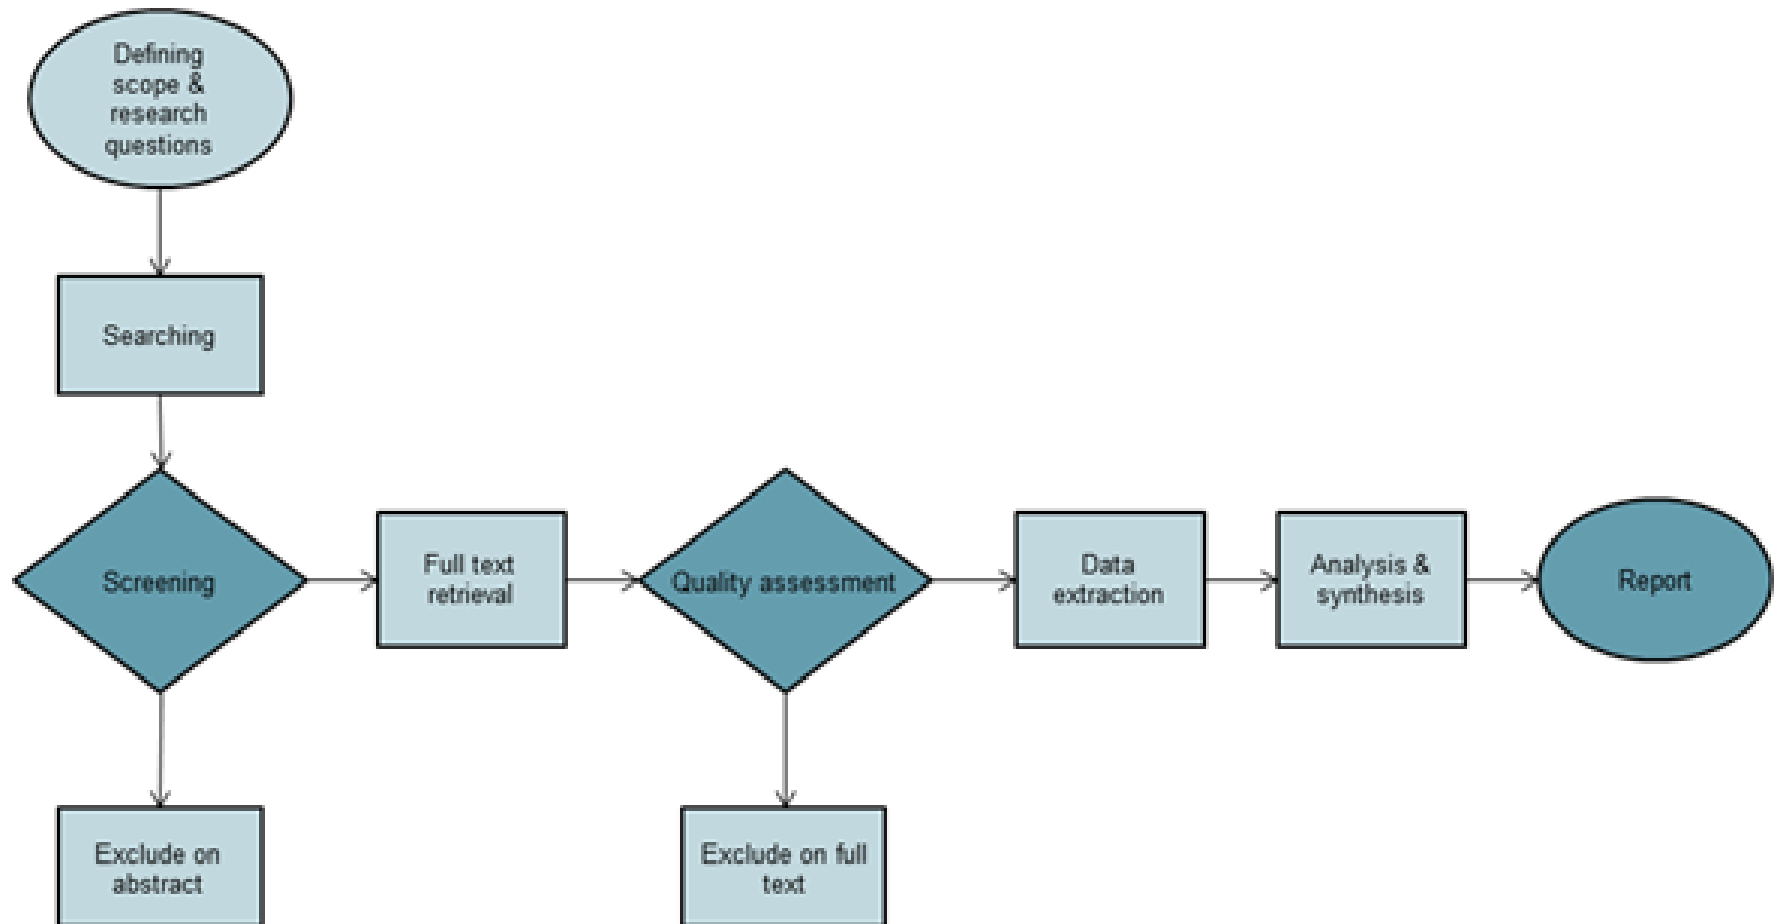 Defining
scope &
research
questions
Searching
Screening
Full text
retrieval
Quality assessment
Data
extraction
Analysis &
synthesis
Report
Exclude on
abstract
Exclude on full
text